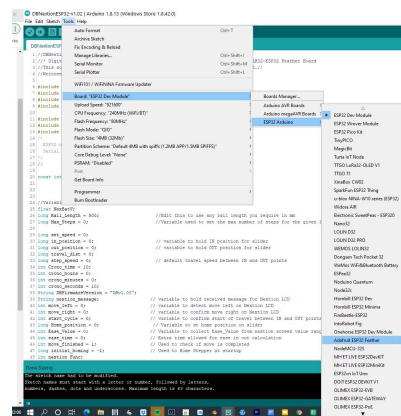 DBNextionESP32-v1.02 | Arduino 1.8.13 (Windows Store 1.8.42.0)
File Edit Sketch Tools Help
Auto Format Ctrl+T
Archive Sketch
Fix Encoding & Reload
Manage Libraries... Ctrl+Shift+I
Serial Monitor Ctrl+Shift+M
Serial Plotter Ctrl+Shift+L
WiFi101 / WiFiNINA Firmware Updater
Board: "ESP32 Dev Module"
Upload Speed: "921600"
CPU Frequency: "240MHz (WiFi/BT)"
Flash Frequency: "80MHz"
Flash Mode: "QIO"
Flash Size: "4MB (32Mb)"
Partition Scheme: "Default 4MB with spiffs (1.2MB APP/1.5MB SPIFFS)"
Core Debug Level: "None"
PSRAM: "Disabled"
Port
Get Board Info
Programmer
Burn Bootloader
Boards Manager...
Arduino AVR Boards
Arduino megaAVR Boards
ESP32 Arduino
ESP32 Dev Module
ESP32 Wrover Module
ESP32 Pico Kit
TinyPICO
MagicBit
Turta IoT Node
TTGO LoRa32-OLED V1
TTGO T1
XinaBox CW02
SparkFun ESP32 Thing
u-blox NINA-W10 series (ESP32)
Widora AIR
Electronic SweetPeas - ESP320
Nano32
LOLIN D32
LOLIN D32 PRO
WEMOS LOLIN32
Dongsen Tech Pocket 32
WeMos WiFi&Bluetooth Battery
ESPea32
Noduino Quantum
Node32s
Hornbill ESP32 Dev
Hornbill ESP32 Minima
FireBeetle-ESP32
IntoRobot Fig
Onehorse ESP32 Dev Module
Adafruit ESP32 Feather
NodeMCU-32S
MH ET LIVE ESP32DevKIT
MH ET LIVE ESP32MiniKit
ESP32vn IoT Uno
DOIT ESP32 DEVKIT V1
OLIMEX ESP32-EVB
OLIMEX ESP32-GATEWAY
OLIMEX ESP32-PoE
#include
#include
#include
#include
#include
#include
const int
float NexBat0;
long Rail_Length = 800; //Edit this to use any rail length you require in mm
long Max_Steps = 0; //Variable used to set the max number of steps for the given l
long set_speed = 0;
long in_position = 0; // variable to hold IN position for slider
long out_position = 0; // variable to hold OUT position for slider
long travel_dist = 0;
long step_speed = 0; // default travel speed between IN and OUT points
int Crono_time = 10;
int crono_hours = 0;
int crono_minutes = 0;
int crono_seconds = 10;
String nextion_message; // variable to hold received message for Nextion LCD
int move_left = 0; // variable to detect move left on Nextion LCD
int move_right = 0; // variable to confirm move right on Nextion LCD
int start_cycle = 0; // variable to confirm start of travel between IN and OUT points
long Home_position = 0; // Variable to st home position on slider
int Ease_Value = 0; // variable to collect Ease_Value from nextion screen value rang
int ease_time = 0; // Extra time allowed for ease in out calculation
int move_finished = 1; // Used to check if move is completed
long initial_homing = -1; // Used to Home Stepper at startup
int nextion_func;
Done Saving
The sketch name had to be modified.
Sketch names must start with a letter or number, followed by letters,
numbers, dashes, dots and underscores. Maximum length is 63 characters.